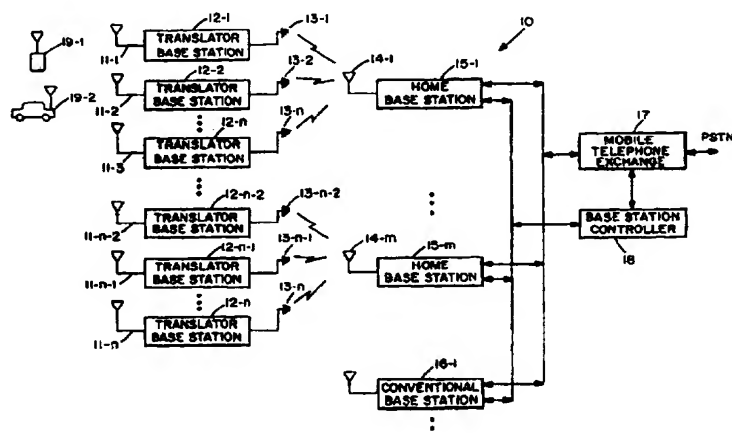 10
19-1
19-2
12-1
TRANSLATOR
BASE STATION
11-1
13-1
12-2
TRANSLATOR
BASE STATION
11-2
13-2
12-n
TRANSLATOR
BASE STATION
11-3
13-n
14-1
15-1
HOME
BASE STATION
17
MOBILE
TELEPHONE
EXCHANGE
PSTN
12-n-2
TRANSLATOR
BASE STATION
11-n-2
13-n-2
12-n-1
TRANSLATOR
BASE STATION
11-n-1
13-n-1
12-n
TRANSLATOR
BASE STATION
11-n
13-n
14-m
15-m
HOME
BASE STATION
BASE STATION
CONTROLLER
18
16-1
CONVENTIONAL
BASE STATION